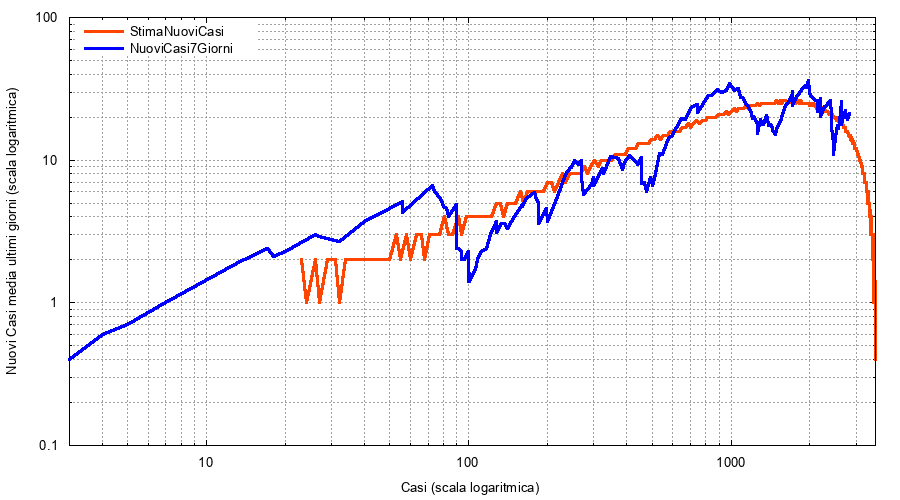 100
StimaNuoviCasi
NuoviCasi7Giorni
10
1
0.1
10 100 1000
Nuovi Casi media ultimi giorni (scala logaritmica)
Casi (scala logaritmica)